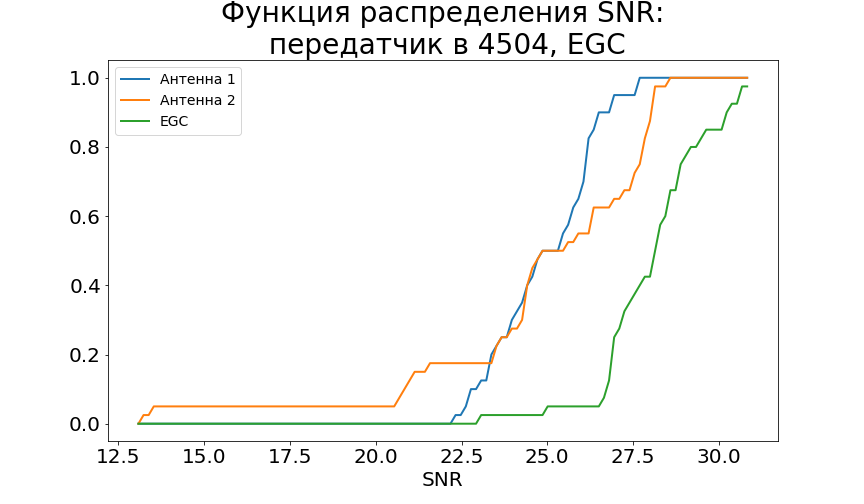 Функция распределения SNR:
передатчик в 4504, EGC
Антенна 1
Антенна 2
EGC
1.0
0.8
0.6
0.4
0.2
0.0
12.5 15.0 17.5 20.0 22.5 25.0 27.5 30.0
SNR